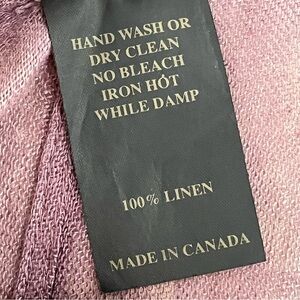 HAND WASH OR
DRY CLEAN
NO BLEACH
IRON HOT
WHILE DAMP
100% LINEN
MADE IN CANADA